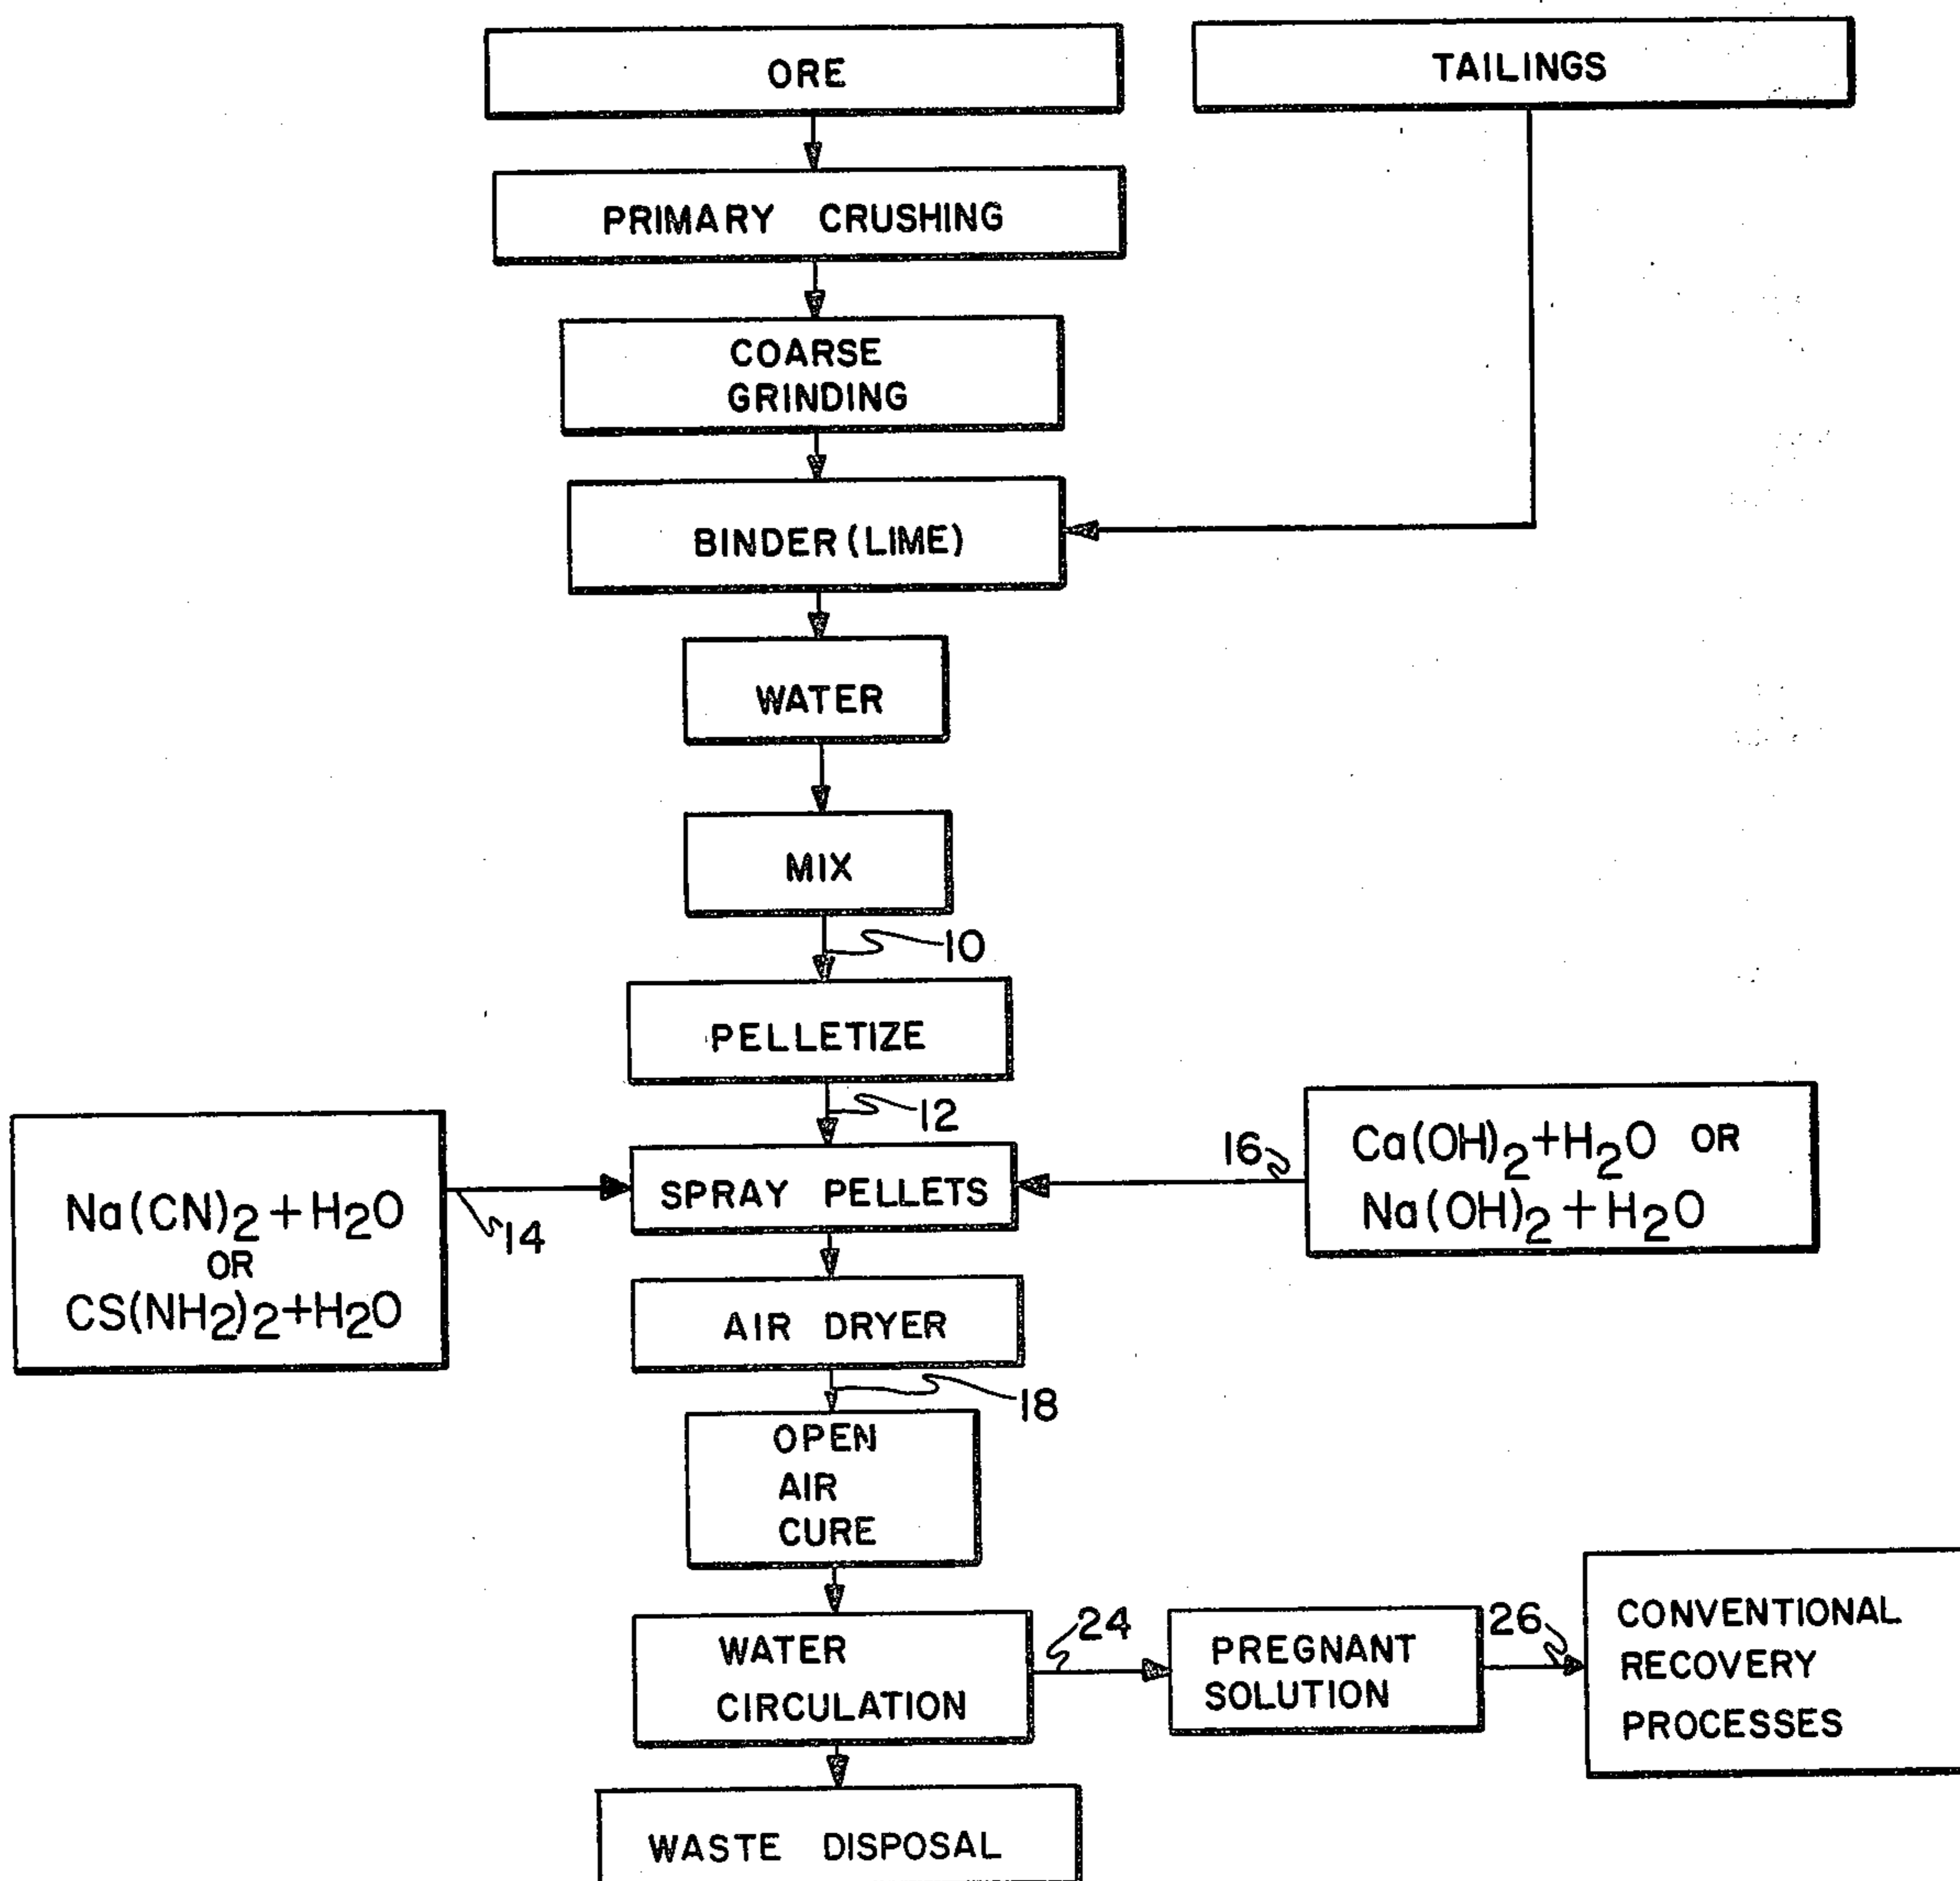 ORE
TAILINGS
PRIMARY CRUSHING
COARSE
GRINDING
BINDER (LIME)
WATER
MIX
10
PELLETIZE
12
Na(CN)2 + H2O
OR
CS(NH2)2+H2O
14
SPRAY PELLETS
16
Ca(OH)2+H2O OR
Na(OH)2 + H2O
AIR DRYER
18
OPEN
AIR
CURE
WATER
CIRCULATION
24
PREGNANT
SOLUTION
26
CONVENTIONAL
RECOVERY
PROCESSES
WASTE DISPOSAL